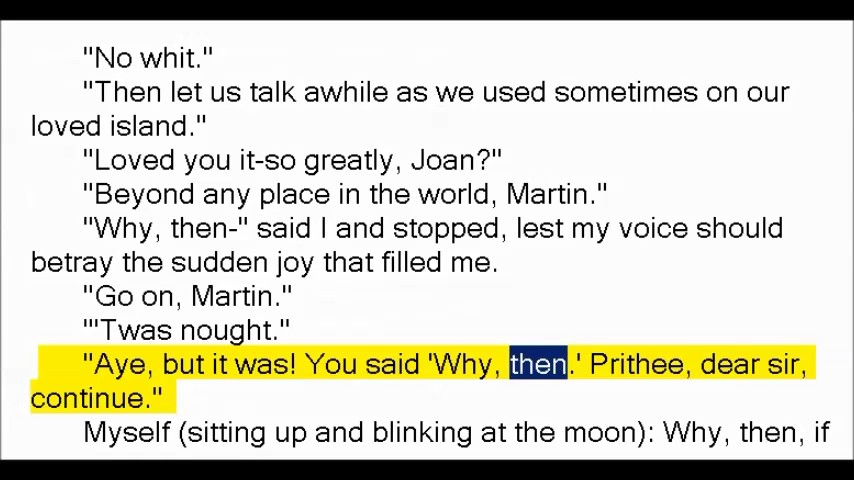 "No whit."
"Then let us talk awhile as we used sometimes on our
loved island."
"Loved you it-so greatly, Joan?"
"Beyond any place in the world, Martin."
"Why, then-" said I and stopped, lest my voice should
betray the sudden joy that filled me.
"Go on, Martin."
"'Twas nought."
"Aye, but it was! You said 'Why, then.' Prithee, dear sir,
continue."
Myself (sitting up and blinking at the moon): Why, then, if